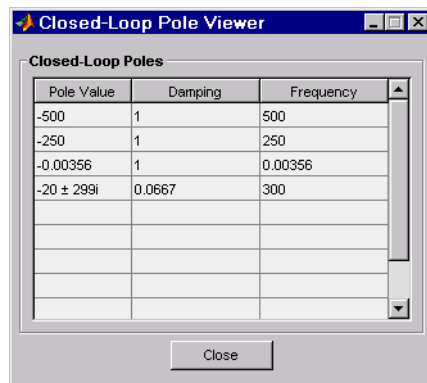 Closed-Loop Pole Viewer
Closed-Loop Poles
Pole Value Damping Frequency
-500 1 500
-250 1 250
-0.00356 1 0.00356
-20 ± 299i 0.0667 300
Close